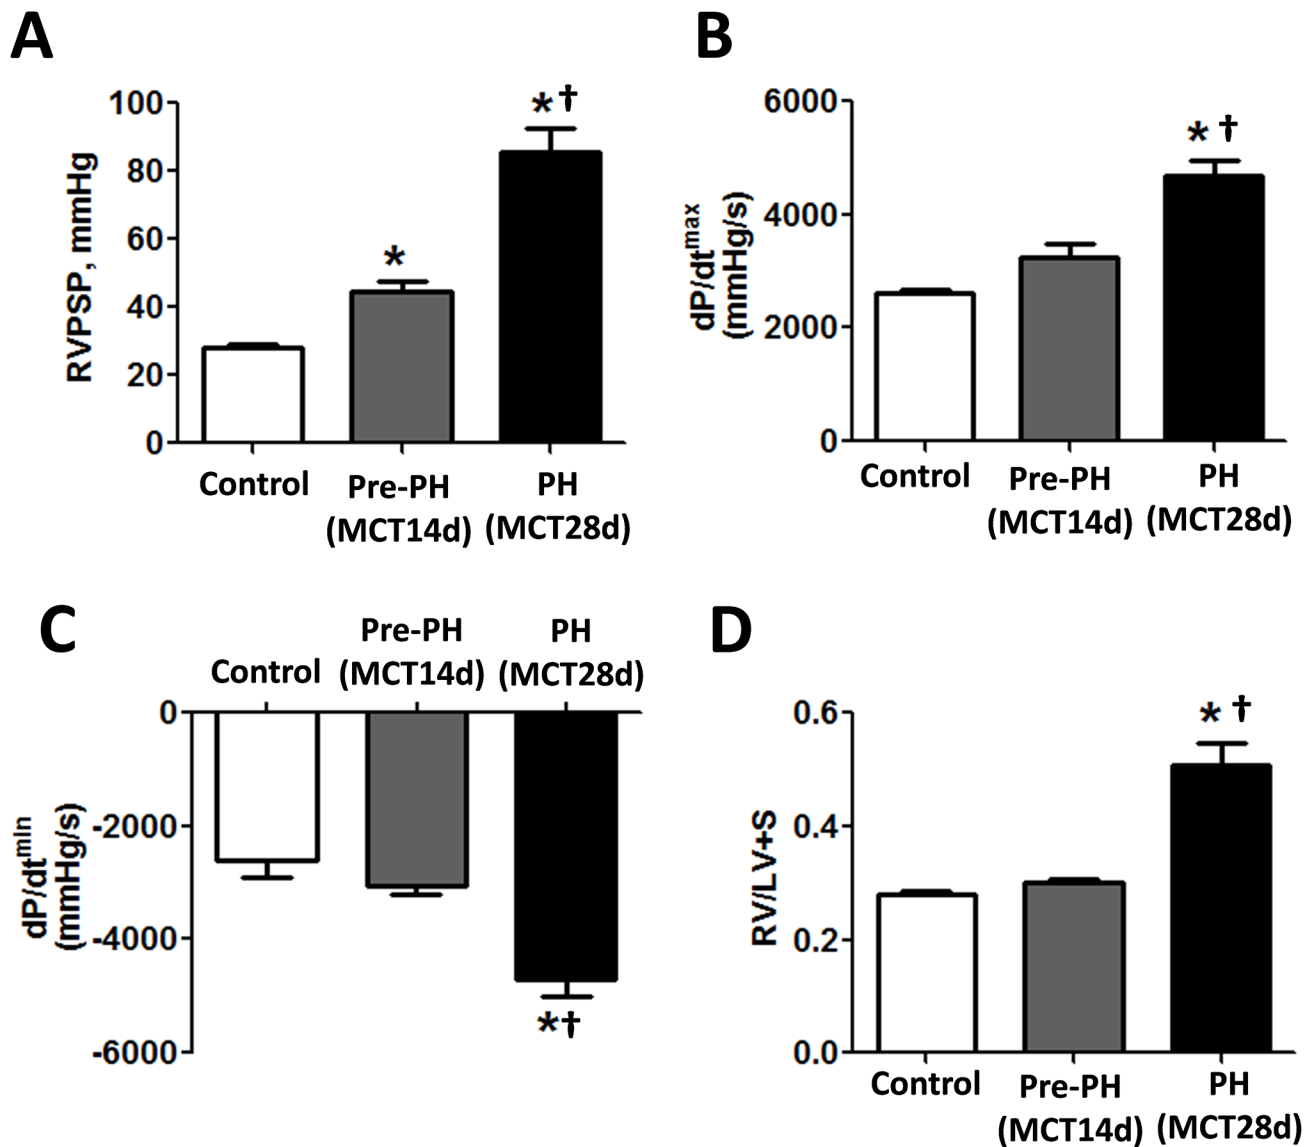 A
RVPSP, mmHg
100
80
60
40
20
0
*
*†
Control
Pre-PH
(MCT14d)
PH
(MCT28d)
B
dP/dtmax
(mmHg/s)
6000
4000
2000
0
* †
Control
Pre-PH
(MCT14d)
PH
(MCT28d)
C
Control
Pre-PH
(MCT14d)
PH
(MCT28d)
dP/dtmin
(mmHg/s)
0
-2000
-4000
-6000
*†
D
RV/LV+S
0.6
0.4
0.2
0.0
* †
Control
Pre-PH
(MCT14d)
PH
(MCT28d)